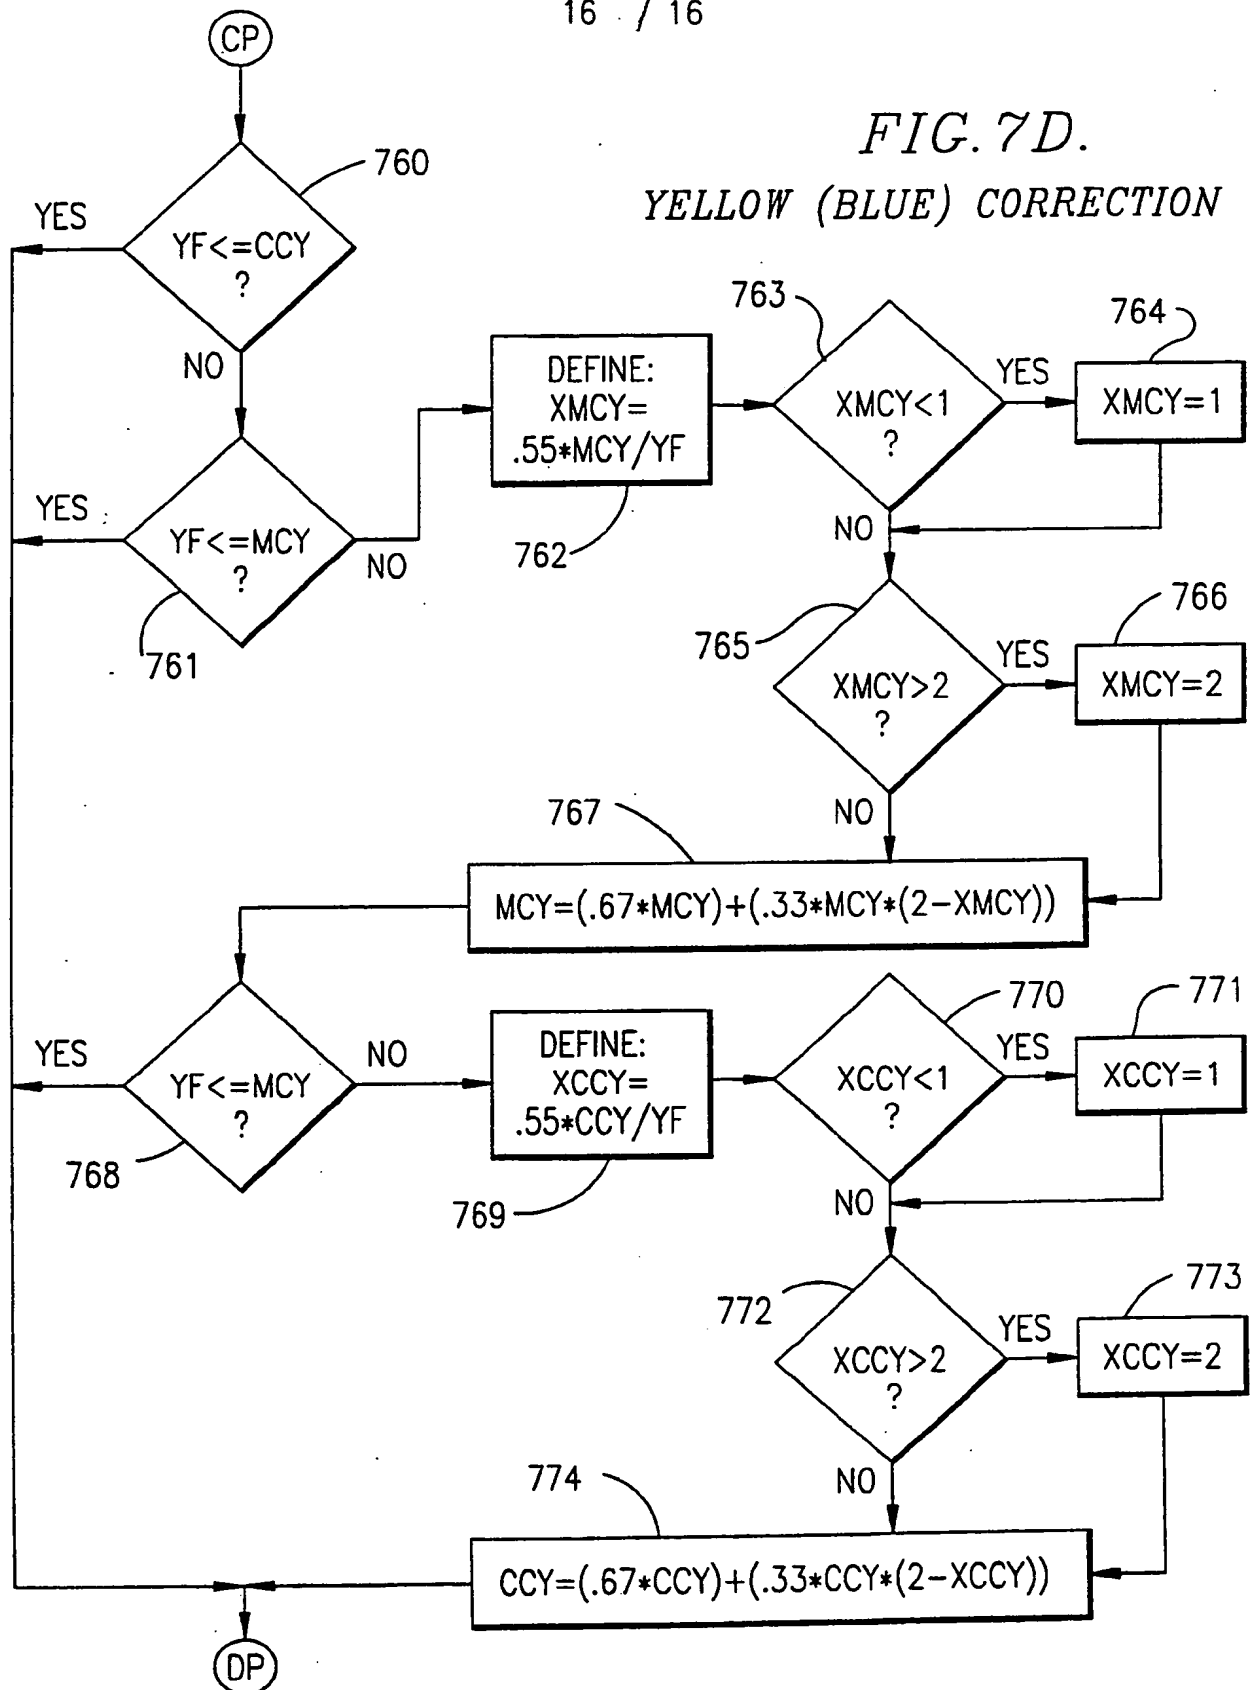 16 / 16
CP
FIG. 7D.
YELLOW (BLUE) CORRECTION
760
YES
YF<=CCY
?
NO
763
764
DEFINE:
XMCY=
.55*MCY/YF
XMCY<1
?
YES
XMCY=1
YES
YF<=MCY
?
NO
762
NO
761
765
766
XMCY>2
?
YES
XMCY=2
NO
767
MCY=(.67*MCY)+(.33*MCY*(2-XMCY))
770
771
YES
YF<=MCY
?
NO
DEFINE:
XCCY=
.55*CCY/YF
XCCY<1
?
YES
XCCY=1
768
769
NO
772
773
XCCY>2
?
YES
XCCY=2
NO
774
CCY=(.67*CCY)+(.33*CCY*(2-XCCY))
DP